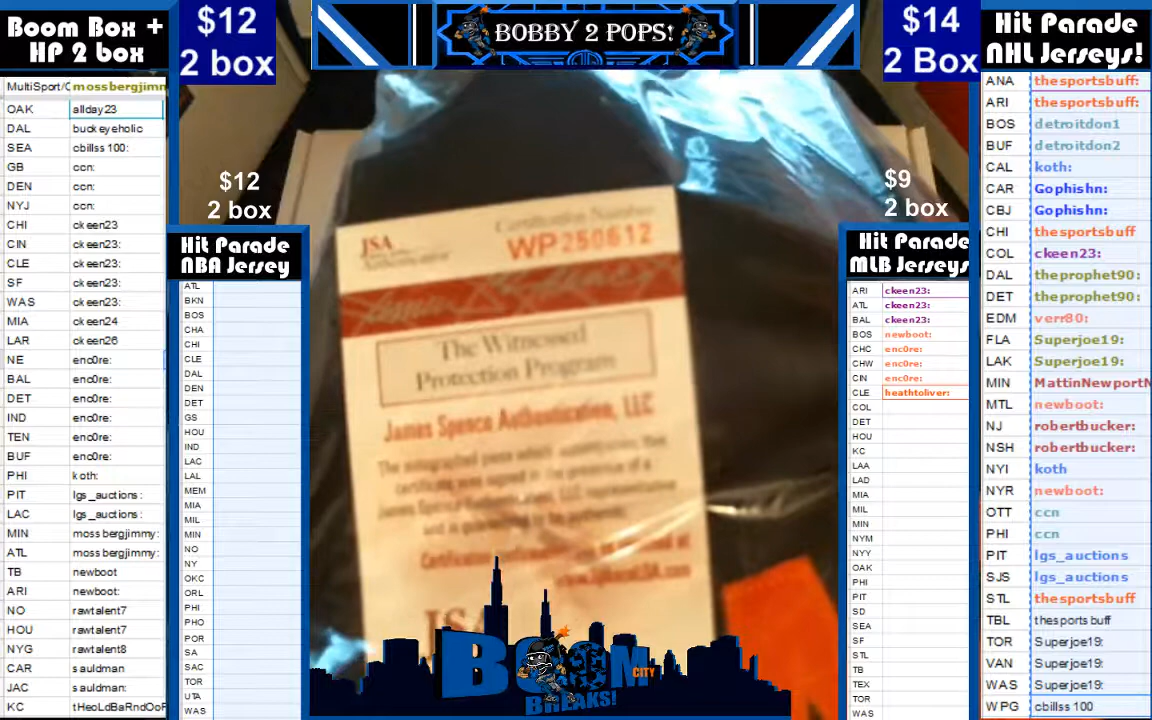 Boom Box +
HP 2 box
MultiSport/C mossbergjimm
OAK allday23
DAL buckeyeholic
SEA cbillss 100:
GB ccn:
DEN ccn:
NYJ ccn:
CHI ckeen23
CIN ckeen23:
CLE ckeen23:
SF ckeen23:
WAS ckeen23:
MIA ckeen24
LAR ckeen26
NE enc0re:
BAL enc0re:
DET enc0re:
IND enc0re:
TEN enc0re:
BUF enc0re:
PHI koth:
PIT lgs_auctions:
LAC lgs_auctions:
MIN mossbergjimmy:
ATL mossbergjimmy:
TB newboot
ARI newboot:
NO rawtalent7
HOU rawtalent7
NYG rawtalent8
CAR sauldman
JAC sauldman:
KC tHeoLdBaRndOoF
$12
2 box
$12
2 box
Hit Parade
NBA Jersey
ATL
BKN
BOS
CHA
CHI
CLE
DAL
DEN
DET
GS
HOU
IND
LAC
LAL
MEM
MIA
MIL
MIN
NO
NY
OKC
ORL
PHI
PHO
POR
SA
SAC
TOR
UTA
WAS
BOBBY 2 POPS!
JSA
Certification Number
WP250612
The Witnessed
Protection Program
James Spence Authentication, LLC
JSA
BOOM
CITY
BREAKS!
$14
2 Box
$9
2 box
Hit Parade
MLB Jerseys
ARI ckeen23:
ATL ckeen23:
BAL ckeen23:
BOS newboot:
CHC enc0re:
CHW enc0re:
CIN enc0re:
CLE heathtoliver:
COL
DET
HOU
KC
LAA
LAD
MIA
MIL
MIN
NYM
NYY
OAK
PHI
PIT
SD
SEA
SF
STL
TB
TEX
TOR
WAS
Hit Parade
NHL Jerseys!
ANA thesportsbuff:
ARI thesportsbuff:
BOS detroitdon1
BUF detroitdon2
CAL koth:
CAR Gophishn:
CBJ Gophishn:
CHI thesportsbuff
COL ckeen23:
DAL theprophet90:
DET theprophet90:
EDM verr80:
FLA Superjoe19:
LAK Superjoe19:
MIN MattinNewportN
MTL newboot:
NJ robertbucker:
NSH robertbucker:
NYI koth
NYR newboot:
OTT ccn
PHI ccn
PIT lgs_auctions
SJS lgs_auctions
STL thesportsbuff
TBL thesportsbuff
TOR Superjoe19:
VAN Superjoe19:
WAS Superjoe19:
WPG cbillss 100